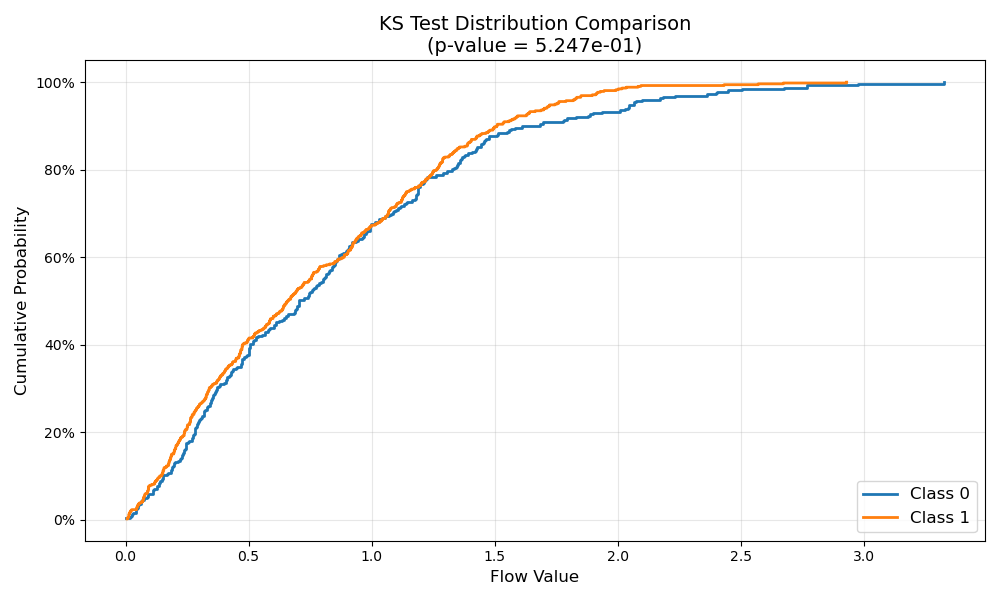 KS Test Distribution Comparison
(p-value = 5.247e-01)
Cumulative Probability
100%
80%
60%
40%
20%
0%
0.0 0.5 1.0 1.5 2.0 2.5 3.0
Flow Value
Class 0
Class 1